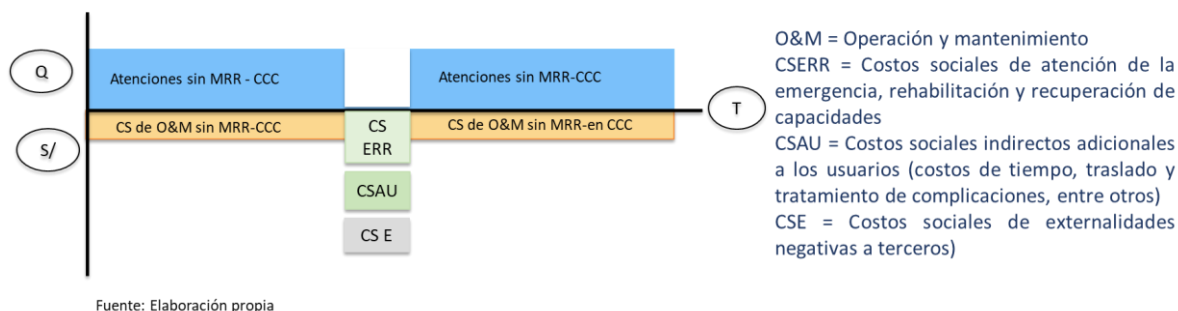 Q
Atenciones sin MRR - CCC
Atenciones sin MRR-CCC
T
CS de O&M sin MRR-CCC
CS
ERR
CS de O&M sin MRR-en CCC
S/
CSAU
CS E
O&M = Operación y mantenimiento
CSERR = Costos sociales de atención de la
emergencia, rehabilitación y recuperación de
capacidades
CSAU = Costos sociales indirectos adicionales
a los usuarios (costos de tiempo, traslado y
tratamiento de complicaciones, entre otros)
CSE = Costos sociales de externalidades
negativas a terceros)
Fuente: Elaboración propia